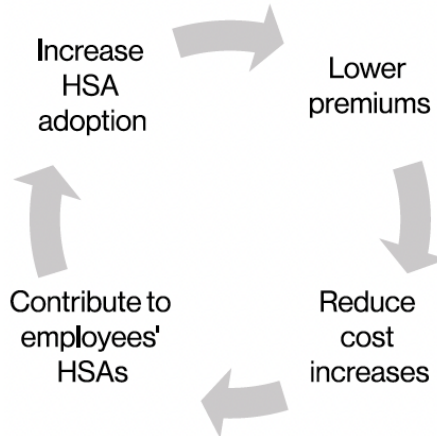 Increase
HSA
adoption
Lower
premiums
Reduce
cost
increases
Contribute to
employees'
HSAs